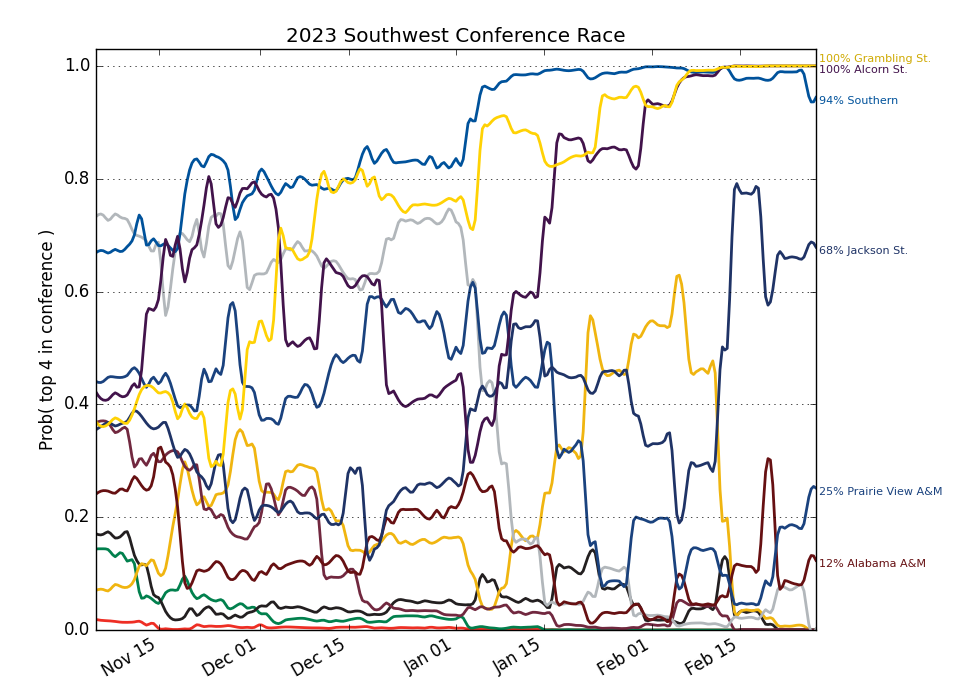 2023 Southwest Conference Race
Prob( top 4 in conference )
1.0
0.8
0.6
0.4
0.2
0.0
Nov 15
Dec 01
Dec 15
Jan 01
Jan 15
Feb 01
Feb 15
100% Grambling St.
100% Alcorn St.
94% Southern
68% Jackson St.
25% Prairie View A&M
12% Alabama A&M